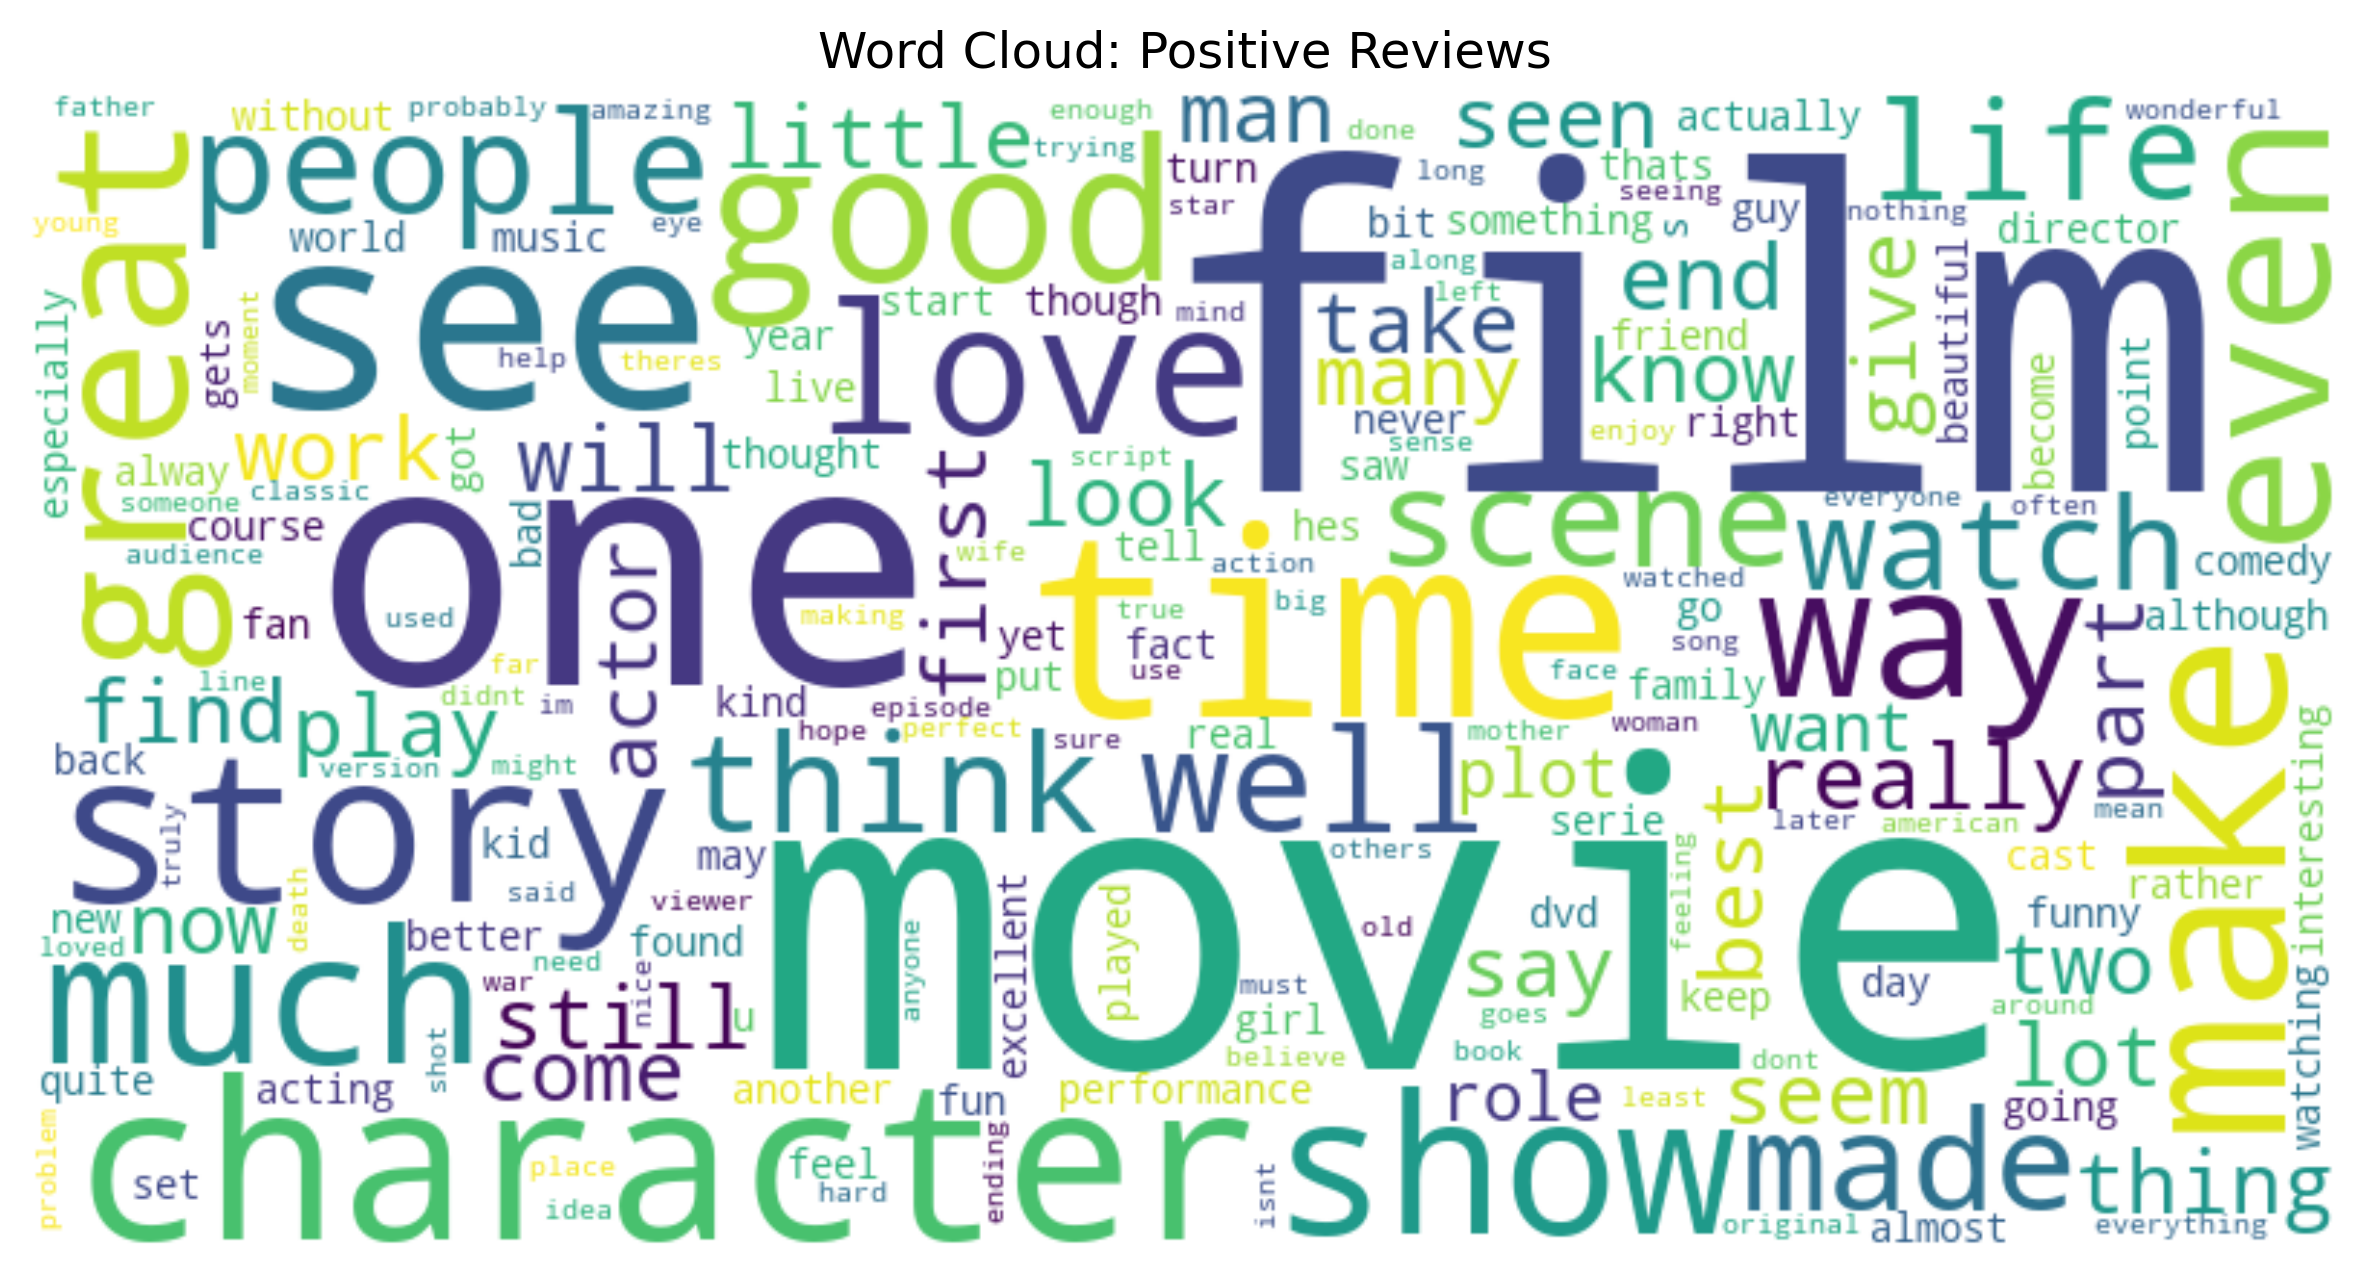 Word Cloud: Positive Reviews
father
without
probably
amazing
little
enough
man
done
seen
actually
life
wonderful
great
people
trying
turn
long
thats
seeing
even
young
world
music
eye
good
star
film
bit
something
s
guy
nothing
director
especially
gets
moment
see
help
theres
start
though
mind
along
left
take
end
give
beautiful
year
love
live
many
friend
know
become
point
never
right
enjoy
sense
work
got
will
thought
script
saw
alway
someone
classic
course
bad
first
look
scene
everyone
often
hes
watch
audience
one
actor
wife
tell
action
time
watched
comedy
fan
used
making
true
big
go
way
part
although
yet
fact
song
far
put
use
face
family
make
find
line
play
didnt
im
kind
episode
woman
want
hope
perfect
sure
real
mother
back
version
might
think
well
plot
really
interesting
story
truly
kid
may
serie
best
later
american
mean
movie
others
cast
said
viewer
death
excellent
played
feeling
rather
new
now
loved
better
found
old
dvd
funny
much
need
war
nice
still
u
anyone
must
say
keep
day
two
around
watching
girl
goes
quite
shot
come
believe
book
dont
lot
acting
another
fun
performance
role
least
seem
going
problem
character
set
place
feel
hard
ending
isnt
show
made
thing
idea
original
almost
everything